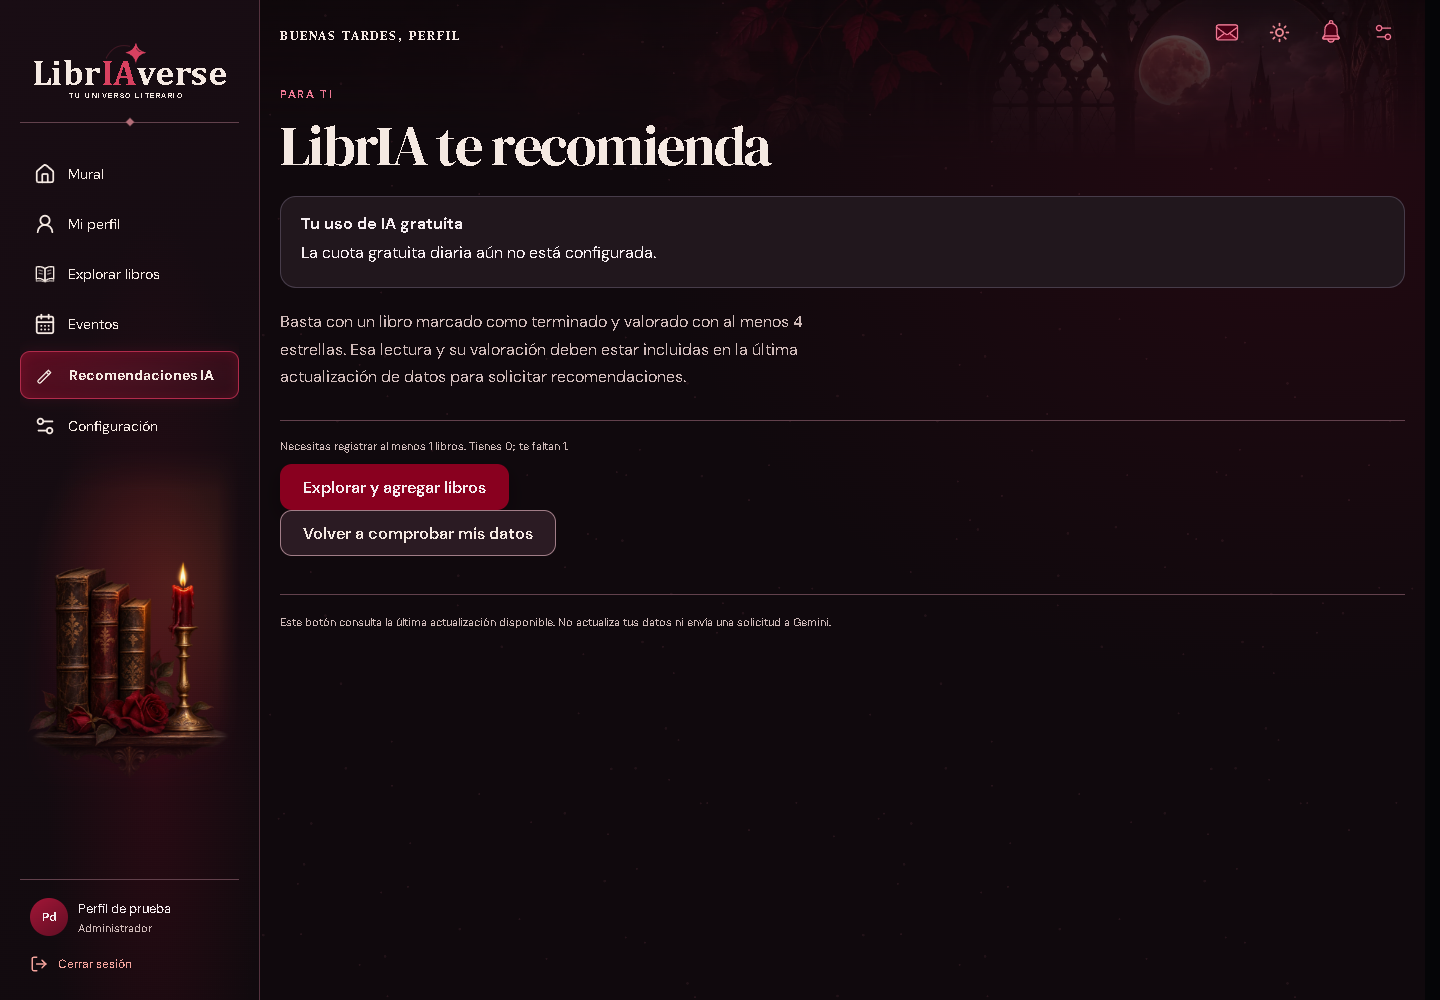 LibrIAverse
TU UNIVERSO LITERARIO
Mural
Mi perfil
Explorar libros
Eventos
Recomendaciones IA
Configuración
Pd
Perfil de prueba
Administrador
Cerrar sesión
BUENAS TARDES, PERFIL
PARA TI
LibrIA te recomienda
Tu uso de IA gratuita
La cuota gratuita diaria aún no está configurada.
Basta con un libro marcado como terminado y valorado con al menos 4
estrellas. Esa lectura y su valoración deben estar incluidas en la última
actualización de datos para solicitar recomendaciones.
Necesitas registrar al menos 1 libros. Tienes 0; te faltan 1.
Explorar y agregar libros
Volver a comprobar mis datos
Este botón consulta la última actualización disponible. No actualiza tus datos ni envía una solicitud a Gemini.